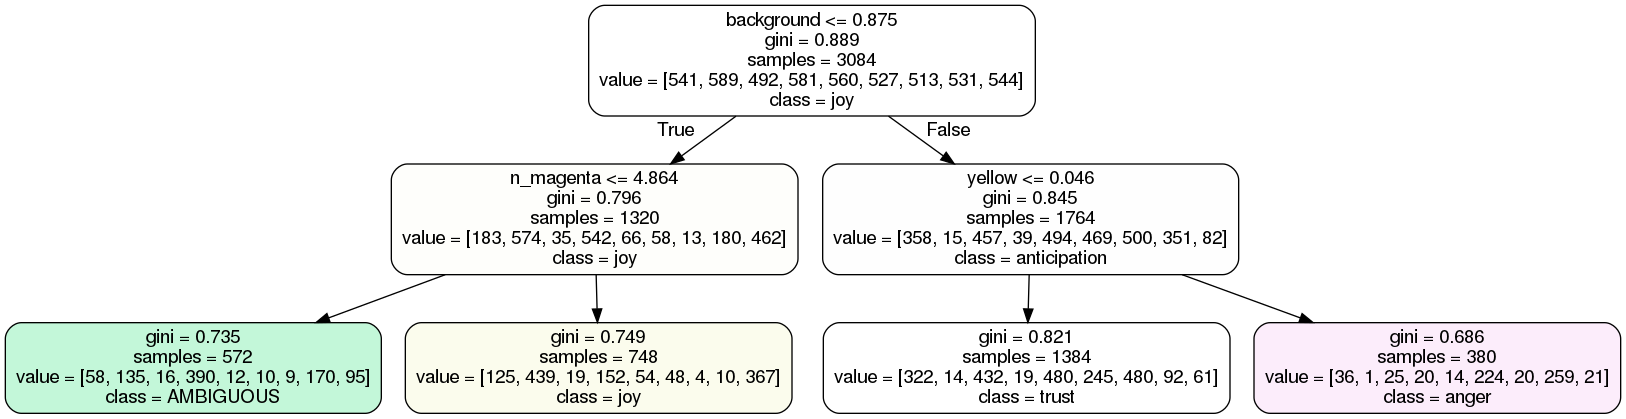 background <= 0.875
gini = 0.889
samples = 3084
value = [541, 589, 492, 581, 560, 527, 513, 531, 544]
class = joy
True
False
n_magenta <= 4.864
gini = 0.796
samples = 1320
value = [183, 574, 35, 542, 66, 58, 13, 180, 462]
class = joy
yellow <= 0.046
gini = 0.845
samples = 1764
value = [358, 15, 457, 39, 494, 469, 500, 351, 82]
class = anticipation
gini = 0.735
samples = 572
value = [58, 135, 16, 390, 12, 10, 9, 170, 95]
class = AMBIGUOUS
gini = 0.749
samples = 748
value = [125, 439, 19, 152, 54, 48, 4, 10, 367]
class = joy
gini = 0.821
samples = 1384
value = [322, 14, 432, 19, 480, 245, 480, 92, 61]
class = trust
gini = 0.686
samples = 380
value = [36, 1, 25, 20, 14, 224, 20, 259, 21]
class = anger